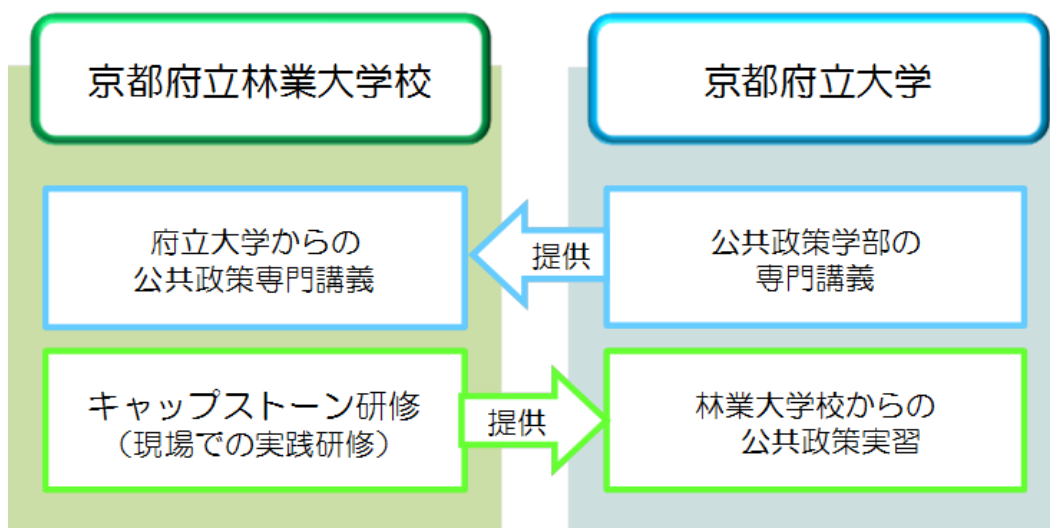 京都府立林業大学校
京都府立大学
府立大学からの
公共政策専門講義
提供
公共政策学部の
専門講義
キャップストーン研修
（現場での実践研修）
提供
林業大学校からの
公共政策実習